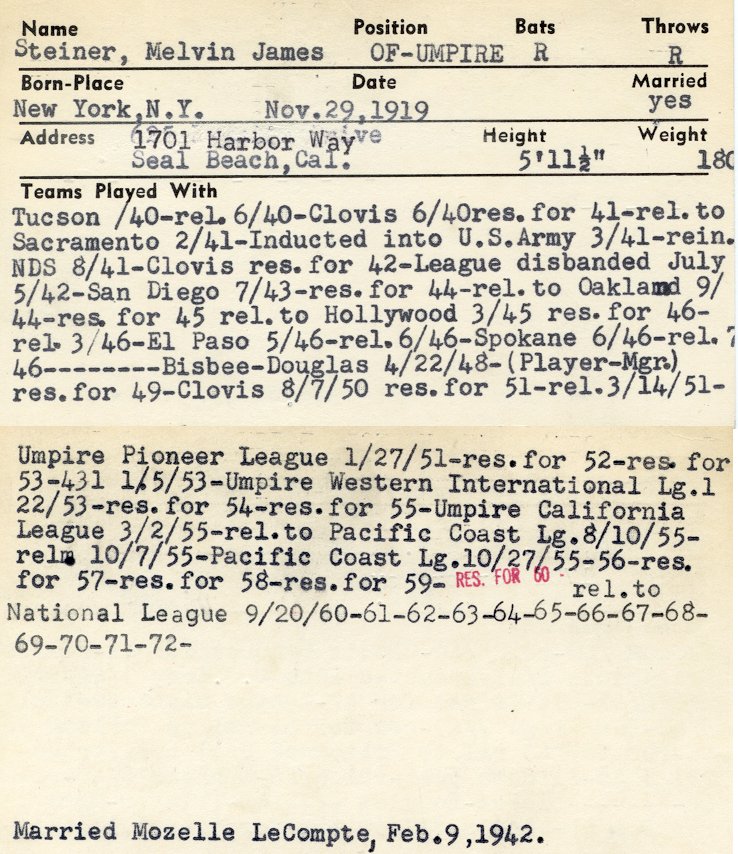 Name Position Bats Throws
Steiner, Melvin James OF-UMPIRE R R
Born-Place Date Married
New York,N.Y. Nov.29,1919 yes
Address 1701 Harbor Way Height Weight
Seal Beach,Cal. 5'11½" 180
Teams Played With
Tucson /40-rel. 6/40-Clovis 6/40res.for 41-rel.to
Sacramento 2/41-Inducted into U.S.Army 3/41-rein.
NDS 8/41-Clovis res.for 42-League disbanded July
5/42-San Diego 7/43-res.for 44-rel.to Oakland 9/
44-res. for 45 rel.to Hollywood 3/45 res.for 46-
rel. 3/46-El Paso 5/46-rel.6/46-Spokane 6/46-rel. 7
46--------Bisbee-Douglas 4/22/48-(Player-Mgr.)
res.for 49-Clovis 8/7/50 res.for 51-rel.3/14/51-
Umpire Pioneer League 1/27/51-res.for 52-res. for
53-431 1/5/53-Umpire Western International Lg.1
22/53-res.for 54-res.for 55-Umpire California
League 3/2/55-rel.to Pacific Coast Lg.8/10/55-
relm 10/7/55-Pacific Coast Lg.10/27/55-56-res.
for 57-res.for 58-res.for 59- RES. FOR 60 - rel.to
National League 9/20/60-61-62-63-64-65-66-67-68-
69-70-71-72-
Married Mozelle LeCompte, Feb.9,1942.